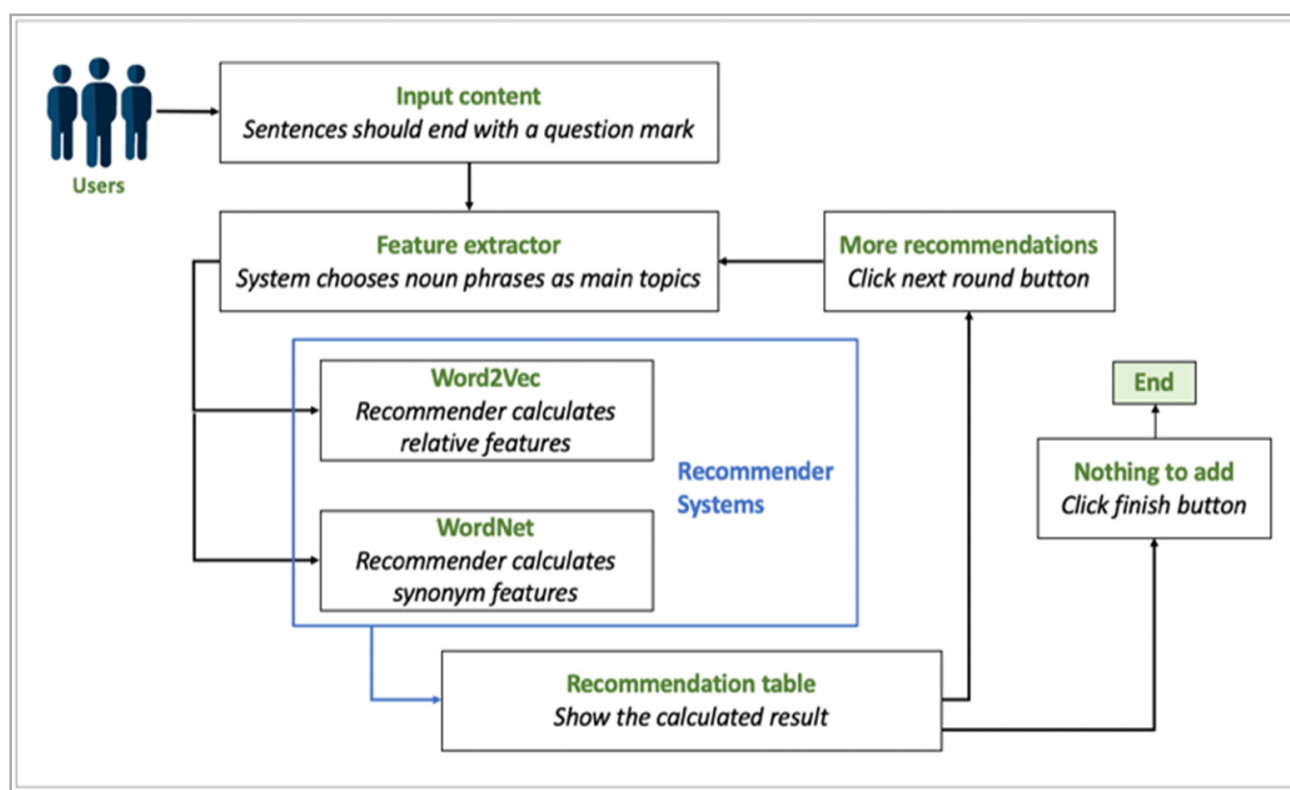 Users
Input content
Sentences should end with a question mark
Feature extractor
System chooses noun phrases as main topics
More recommendations
Click next round button
Word2Vec
Recommender calculates
relative features
WordNet
Recommender calculates
synonym features
Recommender
Systems
End
Nothing to add
Click finish button
Recommendation table
Show the calculated result